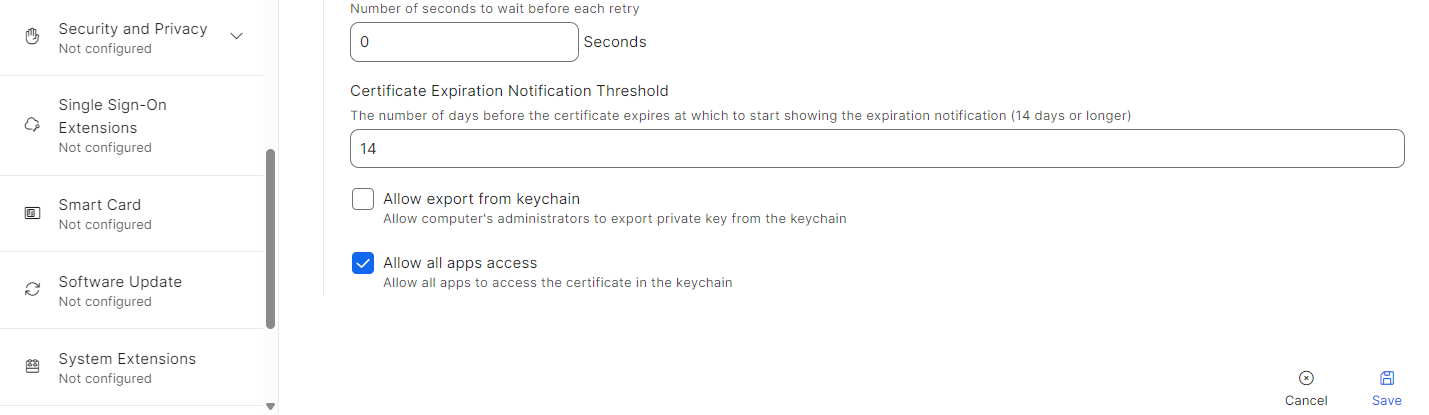 Security and Privacy
Not configured
Single Sign-On
Extensions
Not configured
Smart Card
Not configured
Software Update
Not configured
System Extensions
Not configured
Number of seconds to wait before each retry
0 Seconds
Certificate Expiration Notification Threshold
The number of days before the certificate expires at which to start showing the expiration notification (14 days or longer)
14
Allow export from keychain
Allow computer's administrators to export private key from the keychain
Allow all apps access
Allow all apps to access the certificate in the keychain
Cancel Save